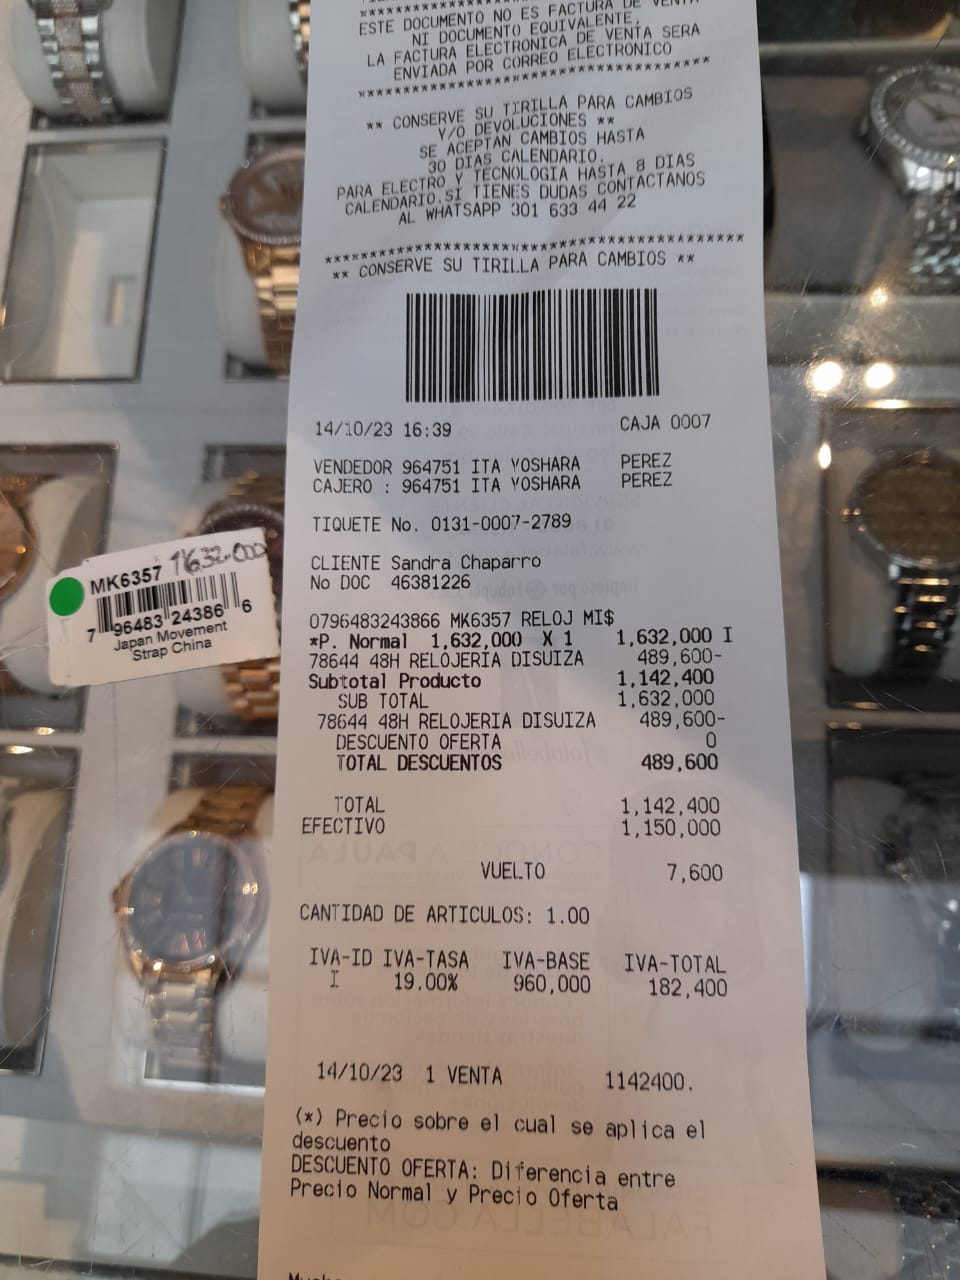 ESTE DOCUMENTO NO ES FACTURA DE VENTA
NI DOCUMENTO EQUIVALENTE,
LA FACTURA ELECTRONICA DE VENTA SERA
ENVIADA POR CORREO ELECTRONICO
****************************************
** CONSERVE SU TIRILLA PARA CAMBIOS
Y/O DEVOLUCIONES **
SE ACEPTAN CAMBIOS HASTA
30 DIAS CALENDARIO.
PARA ELECTRO Y TECNOLOGIA HASTA 8 DIAS
CALENDARIO.SI TIENES DUDAS CONTACTANOS
AL WHATSAPP 301 633 44 22
****************************************
** CONSERVE SU TIRILLA PARA CAMBIOS **
14/10/23 16:39 CAJA 0007
VENDEDOR 964751 ITA YOSHARA PEREZ
CAJERO : 964751 ITA YOSHARA PEREZ
TIQUETE No. 0131-0007-2789
CLIENTE Sandra Chaparro
No DOC 46381226
0796483243866 MK6357 RELOJ MI$
*P. Normal 1,632,000 X 1 1,632,000 I
78644 48H RELOJERIA DISUIZA 489,600-
Subtotal Producto 1,142,400
SUB TOTAL 1,632,000
78644 48H RELOJERIA DISUIZA 489,600-
DESCUENTO OFERTA 0
TOTAL DESCUENTOS 489,600
TOTAL 1,142,400
EFECTIVO 1,150,000
VUELTO 7,600
CANTIDAD DE ARTICULOS: 1.00
IVA-ID IVA-TASA IVA-BASE IVA-TOTAL
I 19.00% 960,000 182,400
14/10/23 1 VENTA 1142400.
(*) Precio sobre el cual se aplica el
descuento
DESCUENTO OFERTA: Diferencia entre
Precio Normal y Precio Oferta
MK6357 1'632-000
7 96483 24386 6
Japan Movement
Strap China